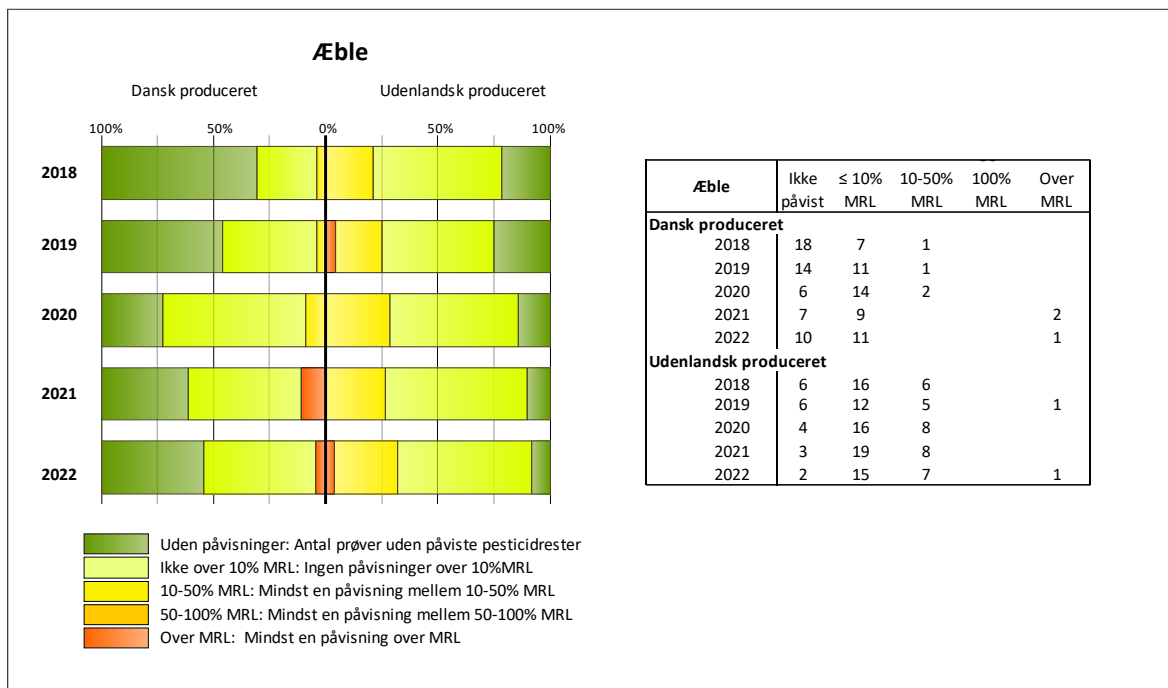 Æble
Dansk produceret Udenlandsk produceret
100% 50% 0% 50% 100%
2018
2019
2020
2021
2022
Uden påvisninger: Antal prøver uden påviste pesticidrester
Ikke over 10% MRL: Ingen påvisninger over 10%MRL
10-50% MRL: Mindst en påvisning mellem 10-50% MRL
50-100% MRL: Mindst en påvisning mellem 50-100% MRL
Over MRL: Mindst en påvisning over MRL
Æble Ikke ≤ 10% 10-50% 100% Over
påvist MRL MRL MRL MRL
Dansk produceret
2018 18 7 1
2019 14 11 1
2020 6 14 2
2021 7 9 2
2022 10 11 1
Udenlandsk produceret
2018 6 16 6
2019 6 12 5 1
2020 4 16 8
2021 3 19 8
2022 2 15 7 1